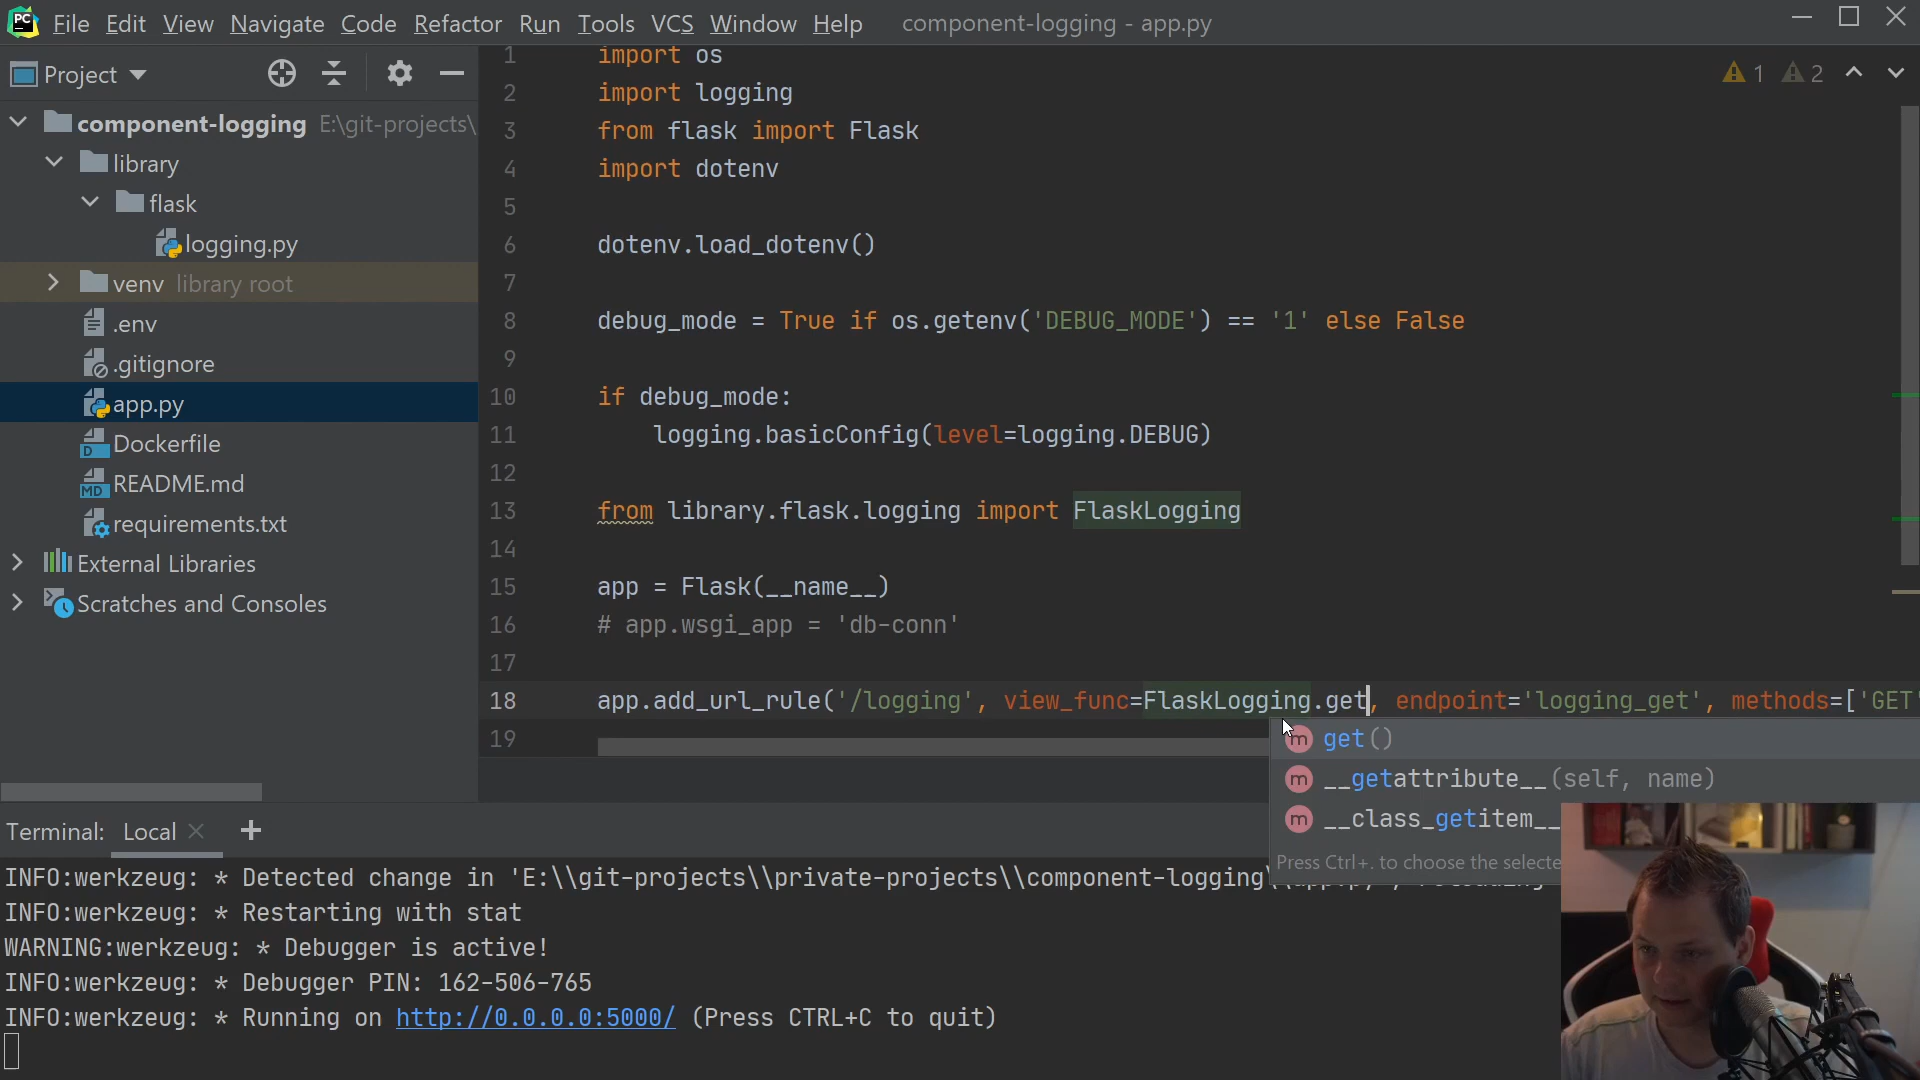 PC File Edit View Navigate Code Refactor Run Tools VCS Window Help component-logging - app.py
Project
component-logging E:\git-projects\
library
flask
logging.py
venv library root
.env
.gitignore
app.py
D Dockerfile
MD README.md
requirements.txt
External Libraries
Scratches and Consoles
1 2
1 import os
2 import logging
3 from flask import Flask
4 import dotenv
5
6 dotenv.load_dotenv()
7
8 debug_mode = True if os.getenv('DEBUG_MODE') == '1' else False
9
10 if debug_mode:
11 logging.basicConfig(level=logging.DEBUG)
12
13 from library.flask.logging import FlaskLogging
14
15 app = Flask(__name__)
16 # app.wsgi_app = 'db-conn'
17
18 app.add_url_rule('/logging', view_func=FlaskLogging.get, endpoint='logging_get', methods=['GET'
19
m get()
m __getattribute__(self, name)
m __class_getitem__
Press Ctrl+. to choose the selecte
Terminal: Local × +
INFO:werkzeug: * Detected change in 'E:\\git-projects\\private-projects\\component-logging\
INFO:werkzeug: * Restarting with stat
WARNING:werkzeug: * Debugger is active!
INFO:werkzeug: * Debugger PIN: 162-506-765
INFO:werkzeug: * Running on http://0.0.0.0:5000/ (Press CTRL+C to quit)